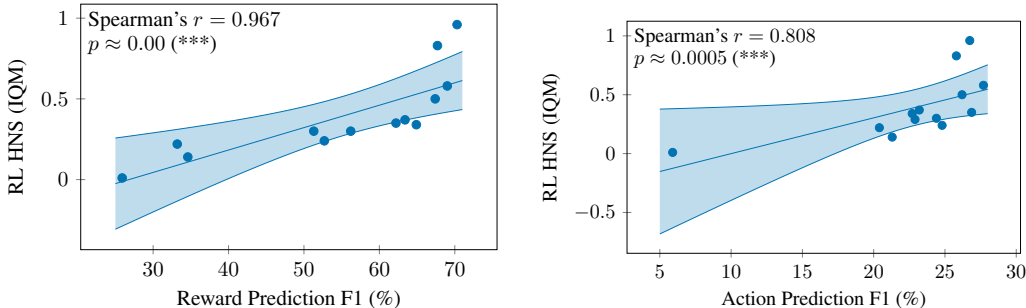 Spearman's r = 0.967
p ≈ 0.00 (***)
1
0.5
0
30 40 50 60 70
Reward Prediction F1 (%)
RL HNS (IQM)
Spearman's r = 0.808
p ≈ 0.0005 (***)
1
0.5
0
−0.5
5 10 15 20 25 30
Action Prediction F1 (%)
RL HNS (IQM)